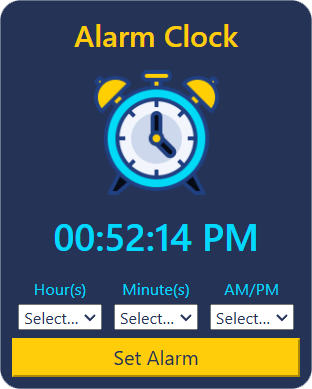 Alarm Clock
00:52:14 PM
Hour(s) Minute(s) AM/PM
Select... Select... Select...
Set Alarm